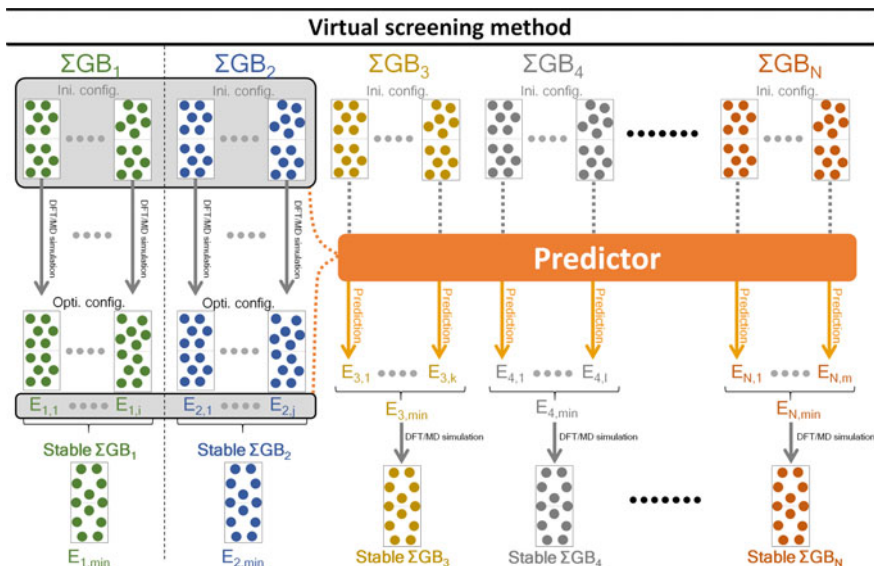 Virtual screening method
ΣGB1 ΣGB2 ΣGB3 ΣGB4 ΣGBN
Ini. config. Ini. config. Ini. config. Ini. config. Ini. config.
DFT/MD simulation DFT/MD simulation DFT/MD simulation DFT/MD simulation
Predictor
Opti. config. Opti. config.
Prediction Prediction Prediction Prediction Prediction Prediction
E1,1 E1,i E2,1 E2,j E3,1 E3,k E4,1 E4,l EN,1 EN,m
E3,min E4,min EN,min
DFT/MD simulation DFT/MD simulation DFT/MD simulation
Stable ΣGB1 Stable ΣGB2
E1,min E2,min
Stable ΣGB3 Stable ΣGB4 Stable ΣGBN